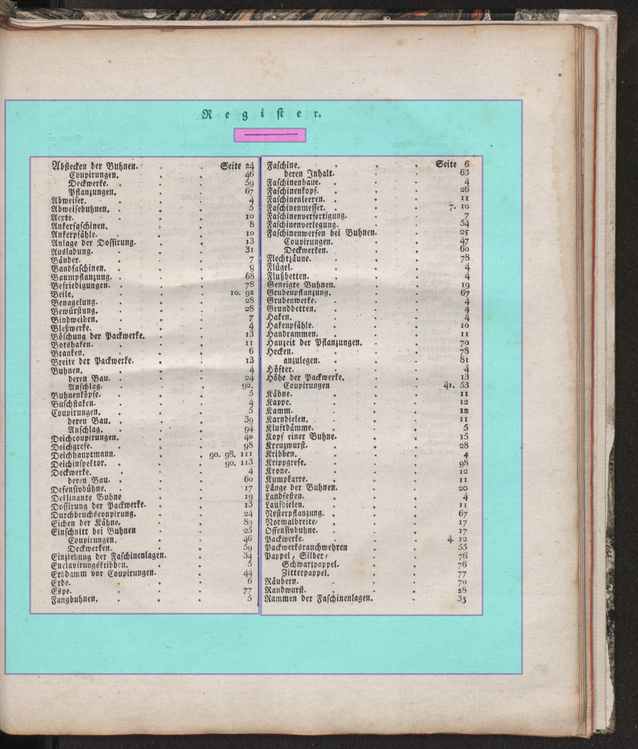 Register.
Abstecken der Buhnen. Seite 24
Coupirungen. 46
Deckwerke. 59
Pflanzungen. 67
Abweiser. 4
Abweisebuhnen. 5
Aerte. 10
Ankerfaschinen. 8
Ankerpfähle. 10
Anlage der Dossirung. 13
Ausladung. 31
Bänder. 7
Bandfaschinen. 8
Baumpflanzung. 68
Befriedigungen. 78
Beile. 10. 92
Benagelung. 28
Bewürstung. 28
Bindweiden. 7
Bleßwerke. 4
Böschung der Packwerke. 13
Botshaken. 11
Braaken. 6
Breite der Packwerke. 13
Buhnen. 4
deren Bau. 24
Anschlag. 92.
Buhnenköpfe. 5
Buschstaken. 4
Coupirungen. 5
deren Bau. 39
Anschlag. 94
Deichcoupirungen. 40
Deichgrefe. 98
Deichhauptmann. 90. 98. 111
Deichinspektor. 90. 113
Deckwerke. 4
deren Bau. 60
Defensivbühne. 17
Dellinante Buhne 19
Dossirung der Packwerke. 13
Durchbruchscoupirung. 24
Eichen der Kähne. 89
Einschnitt bei Buhnen 25
Coupirungen. 46
Deckwerken. 59
Einziehung der Faschinenlagen. 34
Enclavirungskribben. 5
Erddamm vor Coupirungen. 44
Erde. 6
Espe. 77
Fangbuhnen. 5
Faschine. Seite 6
deren Inhalt. 63
Faschinenbaue. 4
Faschinenkopf. 26
Faschinenleeren. 11
Faschinenmesser. 7. 10
Faschinenverfertigung. 7
Faschinenverlegung. 54
Faschinenwerfen bei Buhnen. 25
Coupirungen. 47
Deckwerken. 60
Flechtzäune. 78
Flügel. 4
Flußbetten. 4
Geneigte Buhnen. 19
Grubenpflanzung. 67
Grubenwerke. 4
Grundbetten. 4
Haken. 4
Hakenpfähle. 10
Handrammen. 11
Hauzeit der Pflanzungen. 70
Hecken. 78
anzulegen. 81
Höfter. 4
Höhe der Packwerke. 13
Coupirungen 41. 53
Kähne. 11
Kappe. 12
Kamm. 12
Karndielen. 11
Kluftdämme. 5
Kopf einer Buhne. 15
Kreuzwurst. 28
Kribben. 4
Krippgrefe. 98
Krone. 12
Kumpkarre. 11
Länge der Buhnen. 20
Landfesten. 4
Laufdielen. 11
Nesterpflanzung. 67
Normalbreite, 17
Offensivbuhne. 17
Packwerke. 4. 12
Packwerksrauchwehren 55
Pappel, Silber- 76
Schwarzpappel. 76
Zitterpappel. 77
Räubern. 70
Randwurst. 28
Rammen der Faschinenlagen. 33